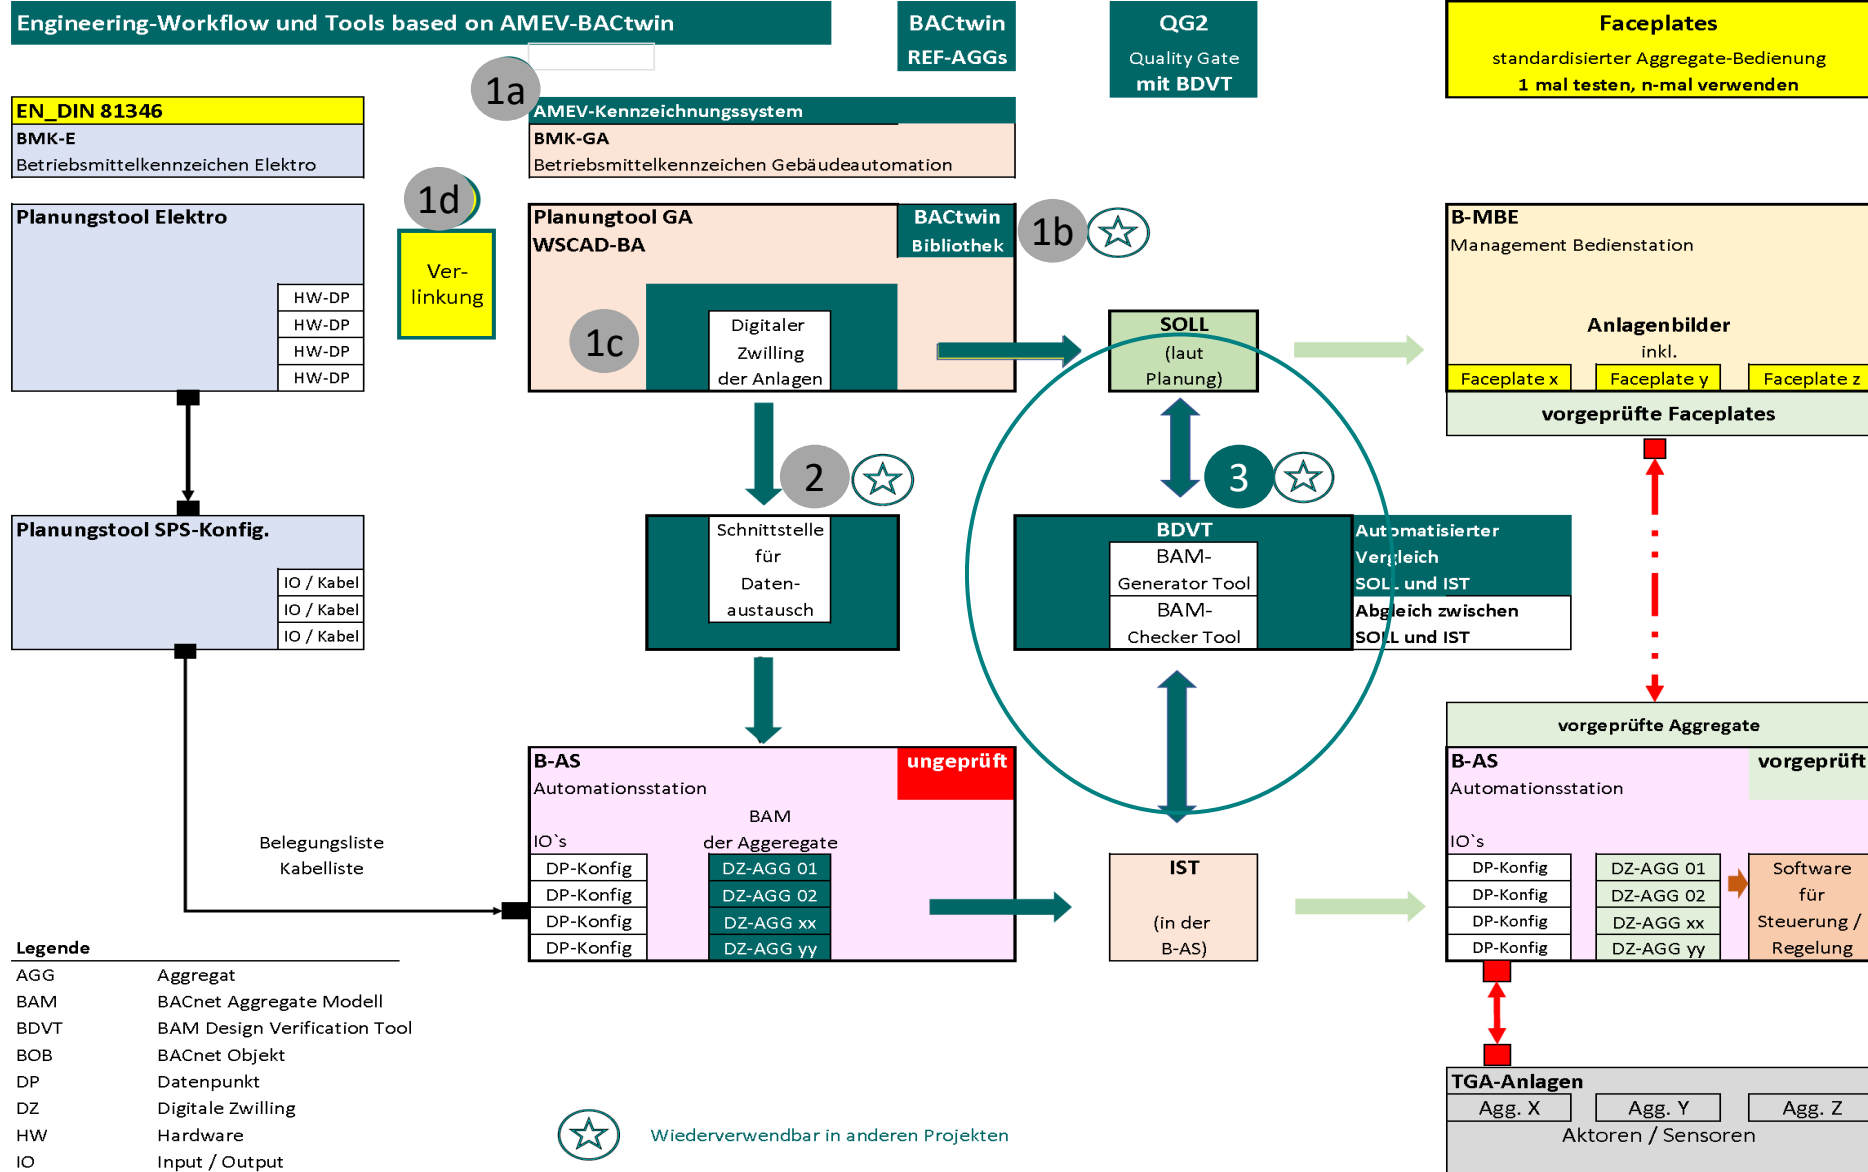 Engineering-Workflow und Tools based on AMEV-BACtwin
BACtwin
REF-AGGs
QG2
Quality Gate
mit BDVT
Faceplates
standardisierter Aggregate-Bedienung
1 mal testen, n-mal verwenden
1a
EN_DIN 81346
BMK-E
Betriebsmittelkennzeichen Elektro
AMEV-Kennzeichnungssystem
BMK-GA
Betriebsmittelkennzeichen Gebäudeautomation
1d
Ver-
linkung
Planungstool Elektro
HW-DP
HW-DP
HW-DP
HW-DP
Planungtool GA
WSCAD-BA
BACtwin
Bibliothek
1b
1c
Digitaler
Zwilling
der Anlagen
SOLL
(laut
Planung)
B-MBE
Management Bedienstation
Anlagenbilder
inkl.
Faceplate x
Faceplate y
Faceplate z
vorgeprüfte Faceplates
2
3
Planungstool SPS-Konfig.
IO / Kabel
IO / Kabel
IO / Kabel
Schnittstelle
für
Daten-
austausch
BDVT
BAM-
Generator Tool
BAM-
Checker Tool
Automatisierter
Vergleich
SOLL und IST
Abgleich zwischen
SOLL und IST
vorgeprüfte Aggregate
B-AS
ungeprüft
Automationsstation
BAM
der Aggeregate
IO`s
DP-Konfig
DP-Konfig
DP-Konfig
DP-Konfig
DZ-AGG 01
DZ-AGG 02
DZ-AGG xx
DZ-AGG yy
Belegungsliste
Kabelliste
IST
(in der
B-AS)
B-AS
vorgeprüft
Automationsstation
IO`s
DP-Konfig
DP-Konfig
DP-Konfig
DP-Konfig
DZ-AGG 01
DZ-AGG 02
DZ-AGG xx
DZ-AGG yy
Software
für
Steuerung /
Regelung
TGA-Anlagen
Agg. X
Agg. Y
Agg. Z
Aktoren / Sensoren
Legende
AGG Aggregat
BAM BACnet Aggregate Modell
BDVT BAM Design Verification Tool
BOB BACnet Objekt
DP Datenpunkt
DZ Digitale Zwilling
HW Hardware
IO Input / Output
Wiederverwendbar in anderen Projekten